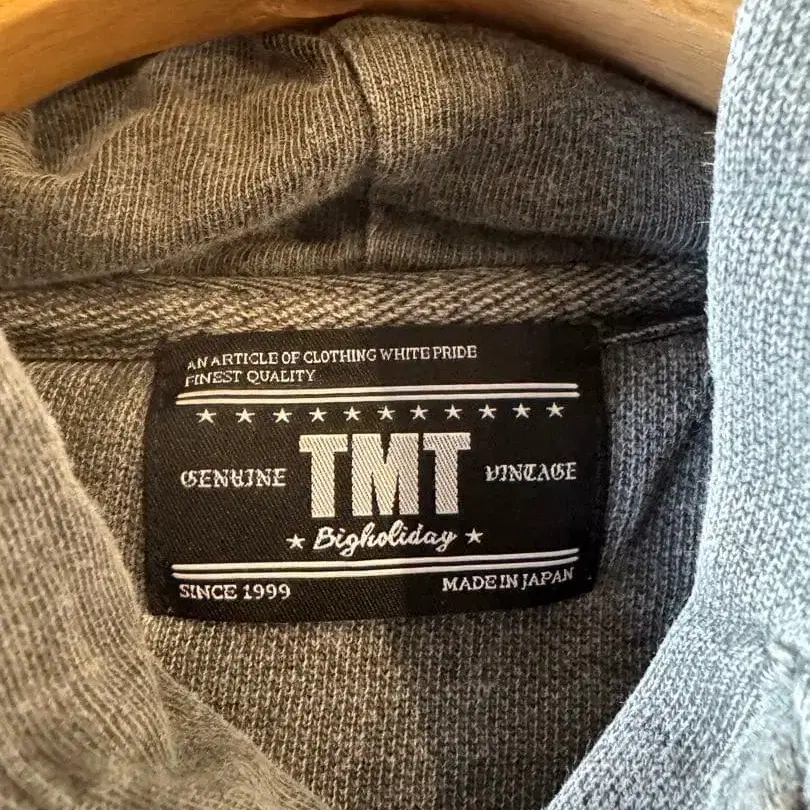 AN ARTICLE OF CLOTHING WHITE PRIDE
FINEST QUALITY
GENUINE TMT VINTAGE
Bigholiday
SINCE 1999 MADE IN JAPAN